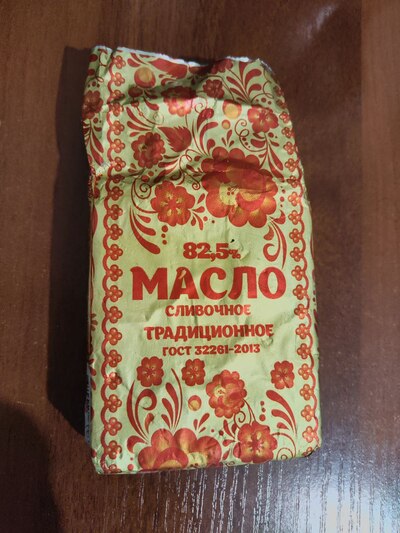 82,5%
МАСЛО
СЛИВОЧНОЕ
ТРАДИЦИОННОЕ
ГОСТ 32261-2013